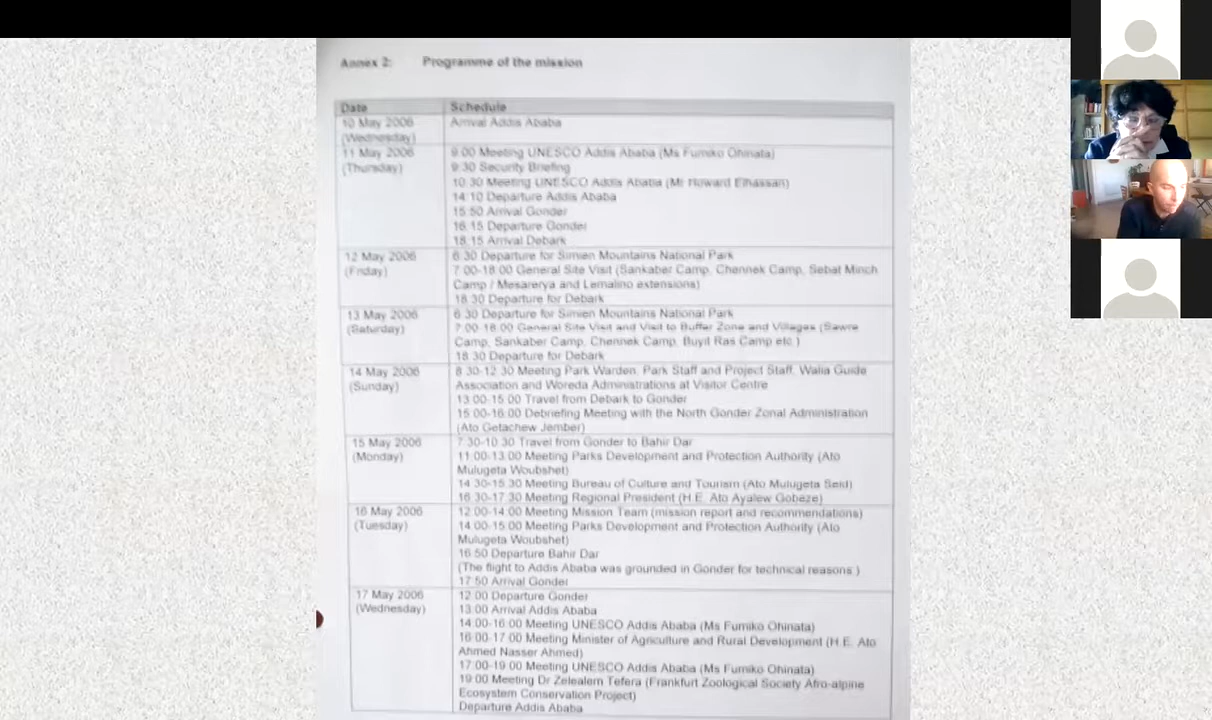 Annex 2: Programme of the mission
Date Schedule
10 May 2006 Arrival Addis Ababa
(Wednesday)
11 May 2006 9:00 Meeting UNESCO Addis Ababa (Ms Fumiko Ohinata)
(Thursday) 9:30 Security Briefing
10:30 Meeting UNESCO Addis Ababa (Mr Howard Elhassan)
14:10 Departure Addis Ababa
15:50 Arrival Gonder
16:15 Departure Gonder
18:15 Arrival Debark
12 May 2006 6:30 Departure for Simien Mountains National Park
(Friday) 7:00-18:00 General Site Visit (Sankaber Camp, Chennek Camp, Sebat Minch
Camp / Mesarerya and Lemalino extensions)
18:30 Departure for Debark
13 May 2006 6:30 Departure for Simien Mountains National Park
(Saturday) 7:00-18:00 General Site Visit and Visit to Buffer Zone and Villages (Sawre
Camp, Sankaber Camp, Chennek Camp, Buyit Ras Camp etc.)
18:30 Departure for Debark
14 May 2006 8:30-12:30 Meeting Park Warden, Park Staff and Project Staff, Walia Guide
(Sunday) Association and Woreda Administrations at Visitor Centre
13:00-15:00 Travel from Debark to Gonder
15:00-16:00 Debriefing Meeting with the North Gonder Zonal Administration
(Ato Getachew Jember)
15 May 2006 7:30-10:30 Travel from Gonder to Bahir Dar
(Monday) 11:00-13:00 Meeting Parks Development and Protection Authority (Ato
Mulugeta Woubshet)
14:30-15:30 Meeting Bureau of Culture and Tourism (Ato Mulugeta Seid)
16:30-17:30 Meeting Regional President (H.E. Ato Ayalew Gobeze)
16 May 2006 12:00-14:00 Meeting Mission Team (mission report and recommendations)
(Tuesday) 14:00-15:00 Meeting Parks Development and Protection Authority (Ato
Mulugeta Woubshet)
16:50 Departure Bahir Dar
(The flight to Addis Ababa was grounded in Gonder for technical reasons.)
17:50 Arrival Gonder
17 May 2006 12:00 Departure Gonder
(Wednesday) 13:00 Arrival Addis Ababa
14:00-16:00 Meeting UNESCO Addis Ababa (Ms Fumiko Ohinata)
16:00-17:00 Meeting Minister of Agriculture and Rural Development (H.E. Ato
Ahmed Nasser Ahmed)
17:00-19:00 Meeting UNESCO Addis Ababa (Ms Fumiko Ohinata)
19:00 Meeting Dr Zelealem Tefera (Frankfurt Zoological Society Afro-alpine
Ecosystem Conservation Project)
Departure Addis Ababa